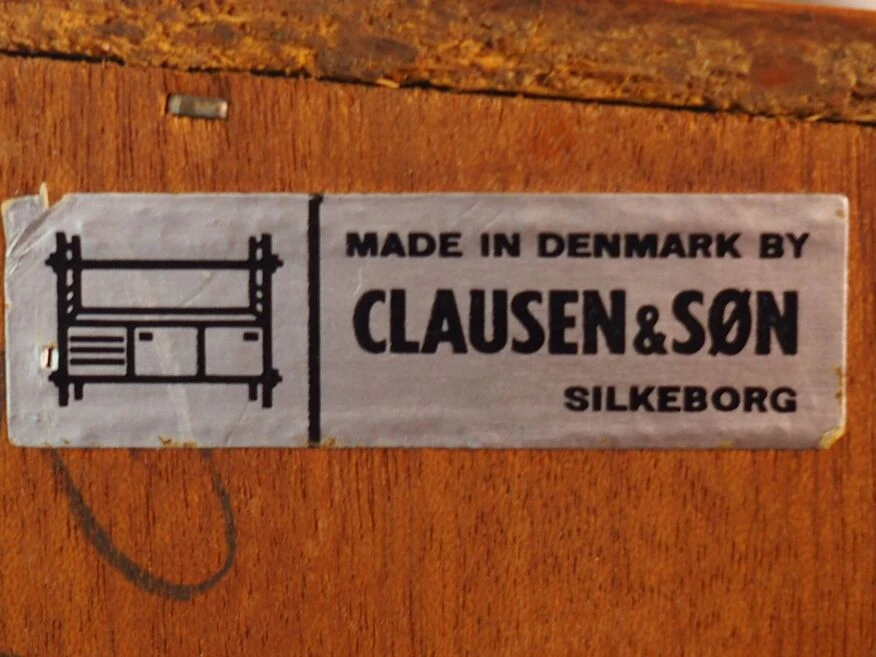 MADE IN DENMARK BY
CLAUSEN & SØN
SILKEBORG